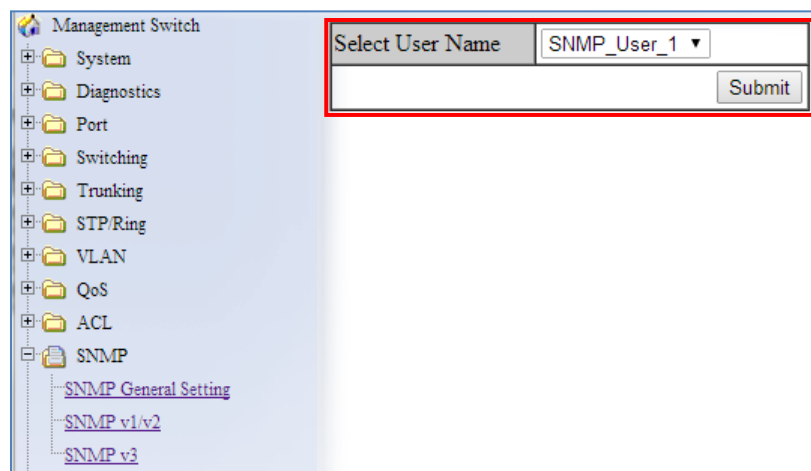 Management Switch
System
Diagnostics
Port
Switching
Trunking
STP/Ring
VLAN
QoS
ACL
SNMP
SNMP General Setting
SNMP v1/v2
SNMP v3
Select User Name SNMP_User_1
Submit